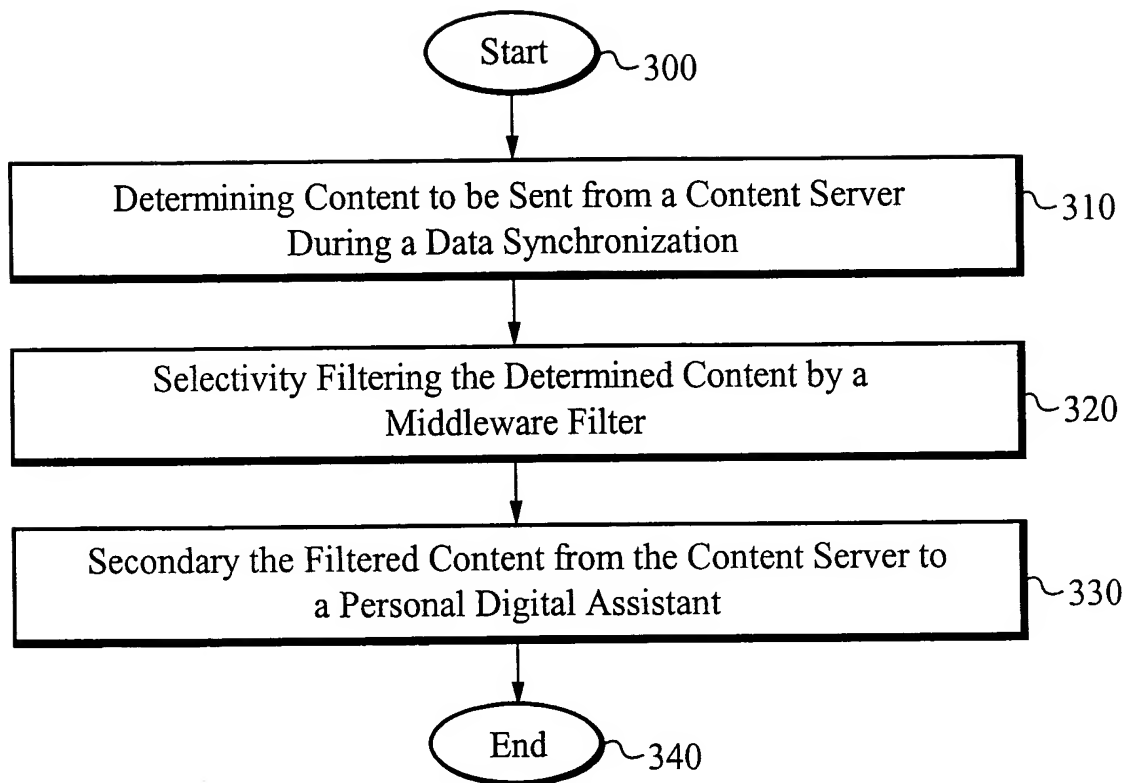 Start
300
Determining Content to be Sent from a Content Server
During a Data Synchronization
310
Selectivity Filtering the Determined Content by a
Middleware Filter
320
Secondary the Filtered Content from the Content Server to
a Personal Digital Assistant
330
End
340